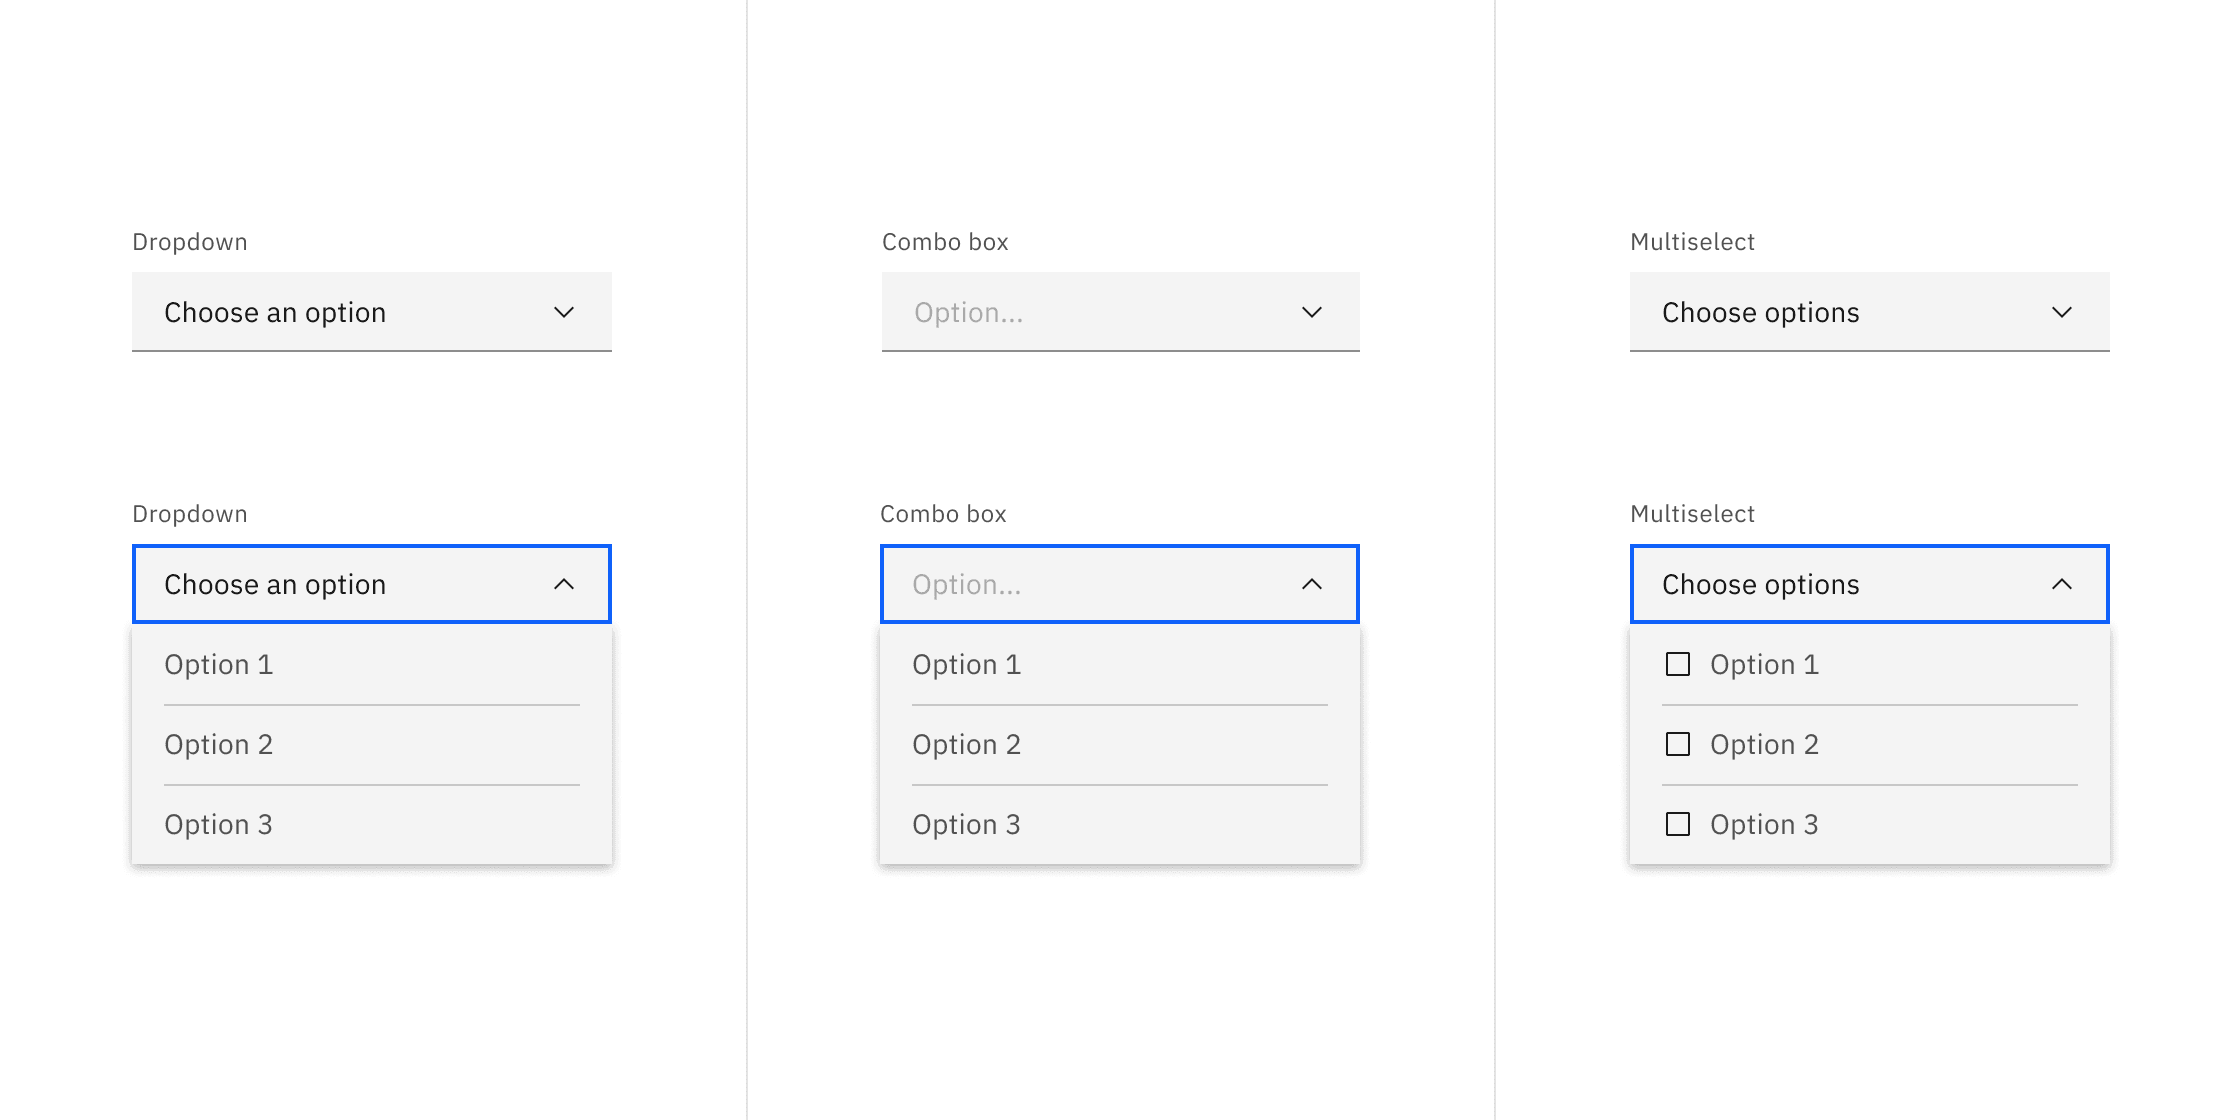 Dropdown
Choose an option
Dropdown
Choose an option
Option 1
Option 2
Option 3
Combo box
Option...
Combo box
Option...
Option 1
Option 2
Option 3
Multiselect
Choose options
Multiselect
Choose options
Option 1
Option 2
Option 3